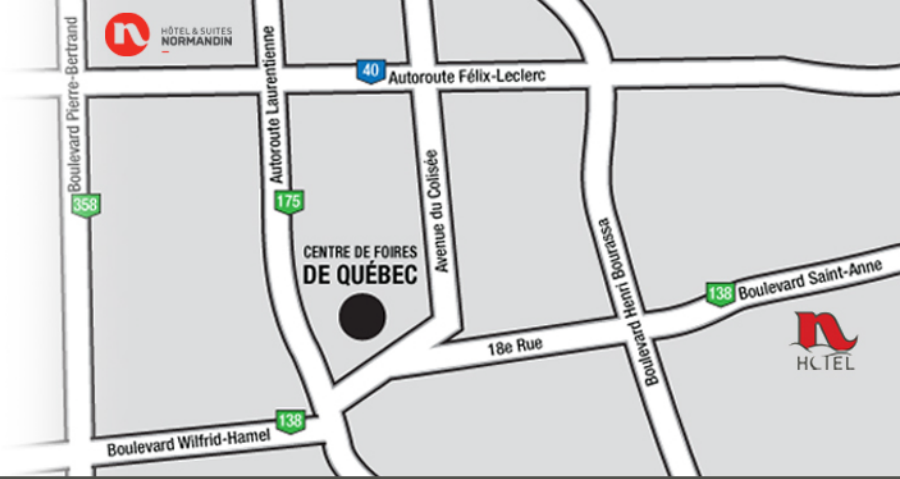 Boulevard Pierre-Bertrand
n
HÔTEL & SUITES
NORMANDIN
Autoroute Laurentienne
40
Autoroute Félix-Leclerc
358
175
Avenue du Colisée
CENTRE DE FOIRES
DE QUÉBEC
Boulevard Henri Bourassa
138
Boulevard Saint-Anne
n
HOTEL
18e Rue
138
Boulevard Wilfrid-Hamel